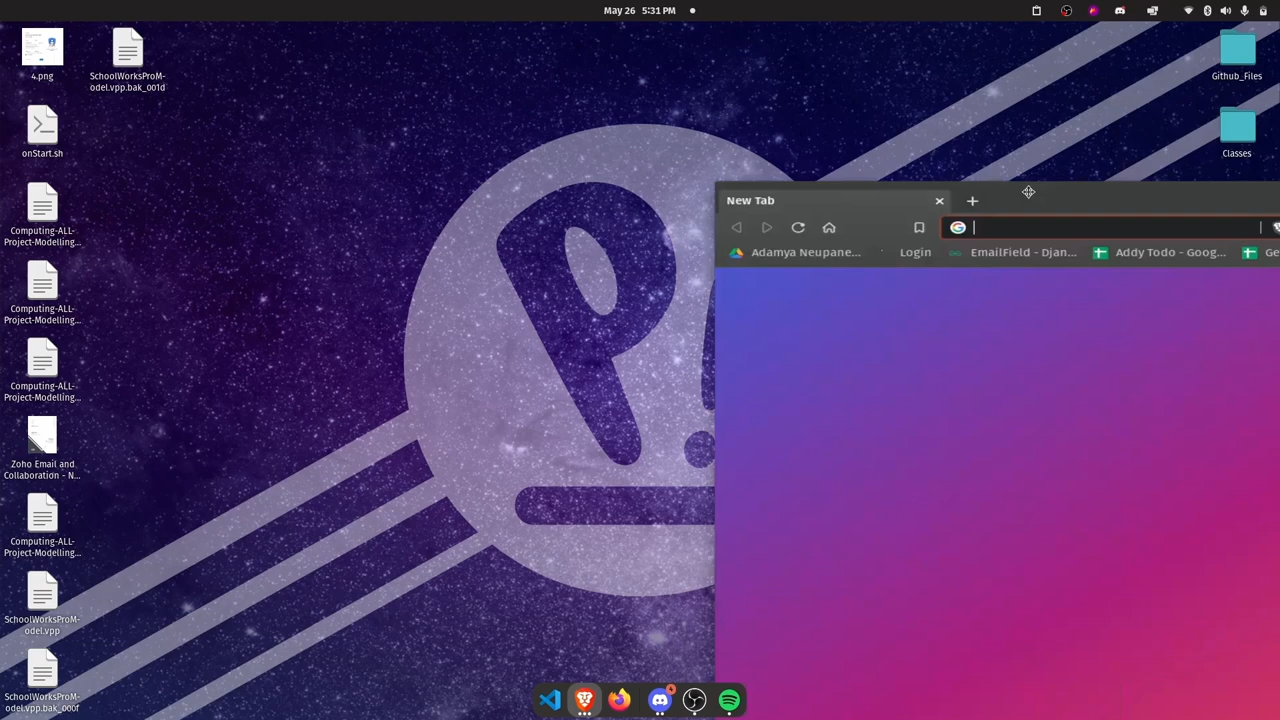 May 26 5:31 PM
4.png
SchoolWorksProM-
odel.vpp.bak_001d
onStart.sh
Computing-ALL-
Project-Modelling...
Computing-ALL-
Project-Modelling...
Computing-ALL-
Project-Modelling...
Zoho Email and
Collaboration - N...
Computing-ALL-
Project-Modelling...
SchoolWorksProM-
odel.vpp
SchoolWorksProM-
odel.vpp.bak_000f
Github_Files
Classes
New Tab
Adamya Neupane...
Login
EmailField - Djan...
Addy Todo - Goog...
Ge